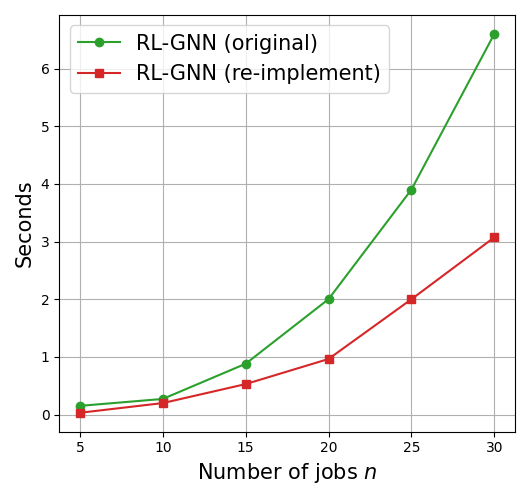 RL-GNN (original)
RL-GNN (re-implement)
Seconds
6
5
4
3
2
1
0
5 10 15 20 25 30
Number of jobs n